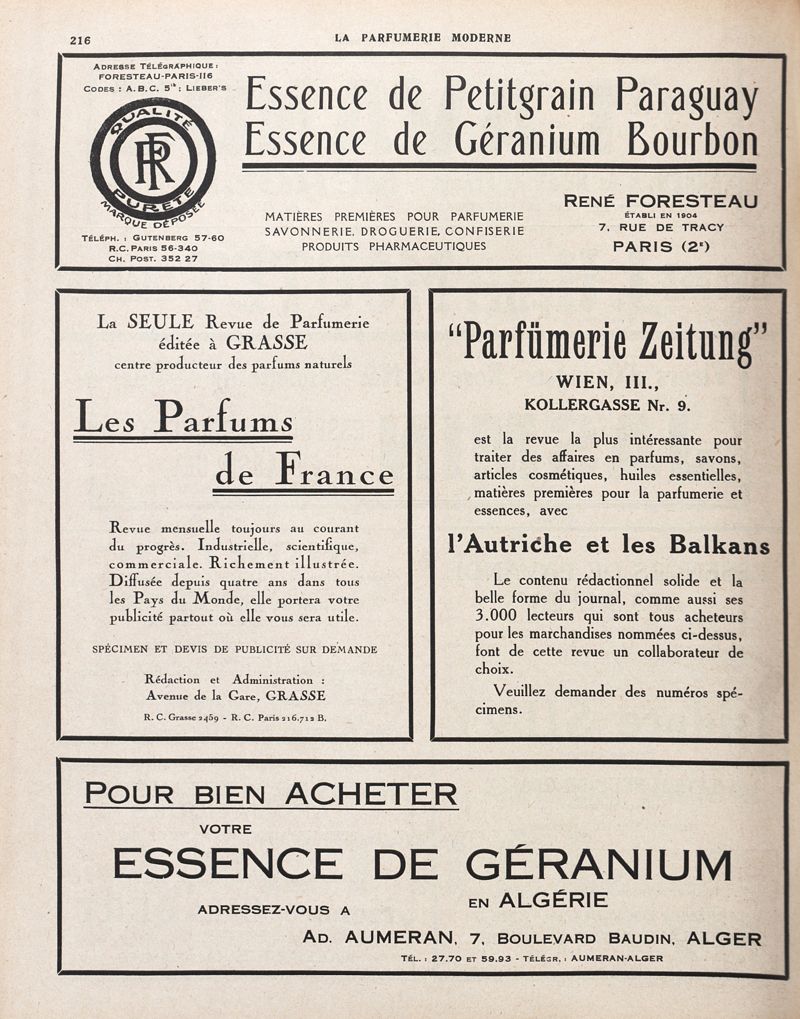 216
LA PARFUMERIE MODERNE
ADRESSE TÉLÉGRAPHIQUE :
FORESTEAU-PARIS-116
CODES : A.B.C. 5th : LIEBER'S
QUALITÉ
RF
PURETÉ
MARQUE DÉPOSÉE
TÉLÉPH. : GUTENBERG 57-60
R.C. PARIS 56-340
CH. POST. 352 27
Essence de Petitgrain Paraguay
Essence de Géranium Bourbon
MATIÈRES PREMIÈRES POUR PARFUMERIE
SAVONNERIE, DROGUERIE, CONFISERIE
PRODUITS PHARMACEUTIQUES
RENÉ FORESTEAU
ÉTABLI EN 1904
7, RUE DE TRACY
PARIS (2e)
La SEULE Revue de Parfumerie
éditée à GRASSE
centre producteur des parfums naturels
Les Parfums
de France
Revue mensuelle toujours au courant
du progrès. Industrielle, scientifique,
commerciale. Richement illustrée.
Diffusée depuis quatre ans dans tous
les Pays du Monde, elle portera votre
publicité partout où elle vous sera utile.
SPÉCIMEN ET DEVIS DE PUBLICITÉ SUR DEMANDE
Rédaction et Administration :
Avenue de la Gare, GRASSE
R. C. Grasse 2459 - R. C. Paris 216.712 B.
“Parfümerie Zeitung”
WIEN, III.,
KOLLERGASSE Nr. 9.
est la revue la plus intéressante pour
traiter des affaires en parfums, savons,
articles cosmétiques, huiles essentielles,
matières premières pour la parfumerie et
essences, avec
l'Autriche et les Balkans
Le contenu rédactionnel solide et la
belle forme du journal, comme aussi ses
3.000 lecteurs qui sont tous acheteurs
pour les marchandises nommées ci-dessus,
font de cette revue un collaborateur de
choix.
Veuillez demander des numéros spé-
cimens.
POUR BIEN ACHETER
VOTRE
ESSENCE DE GÉRANIUM
EN ALGÉRIE
ADRESSEZ-VOUS A
AD. AUMERAN, 7, BOULEVARD BAUDIN, ALGER
TÉL. : 27.70 ET 59.93 - TÉLÉGR. : AUMERAN-ALGER